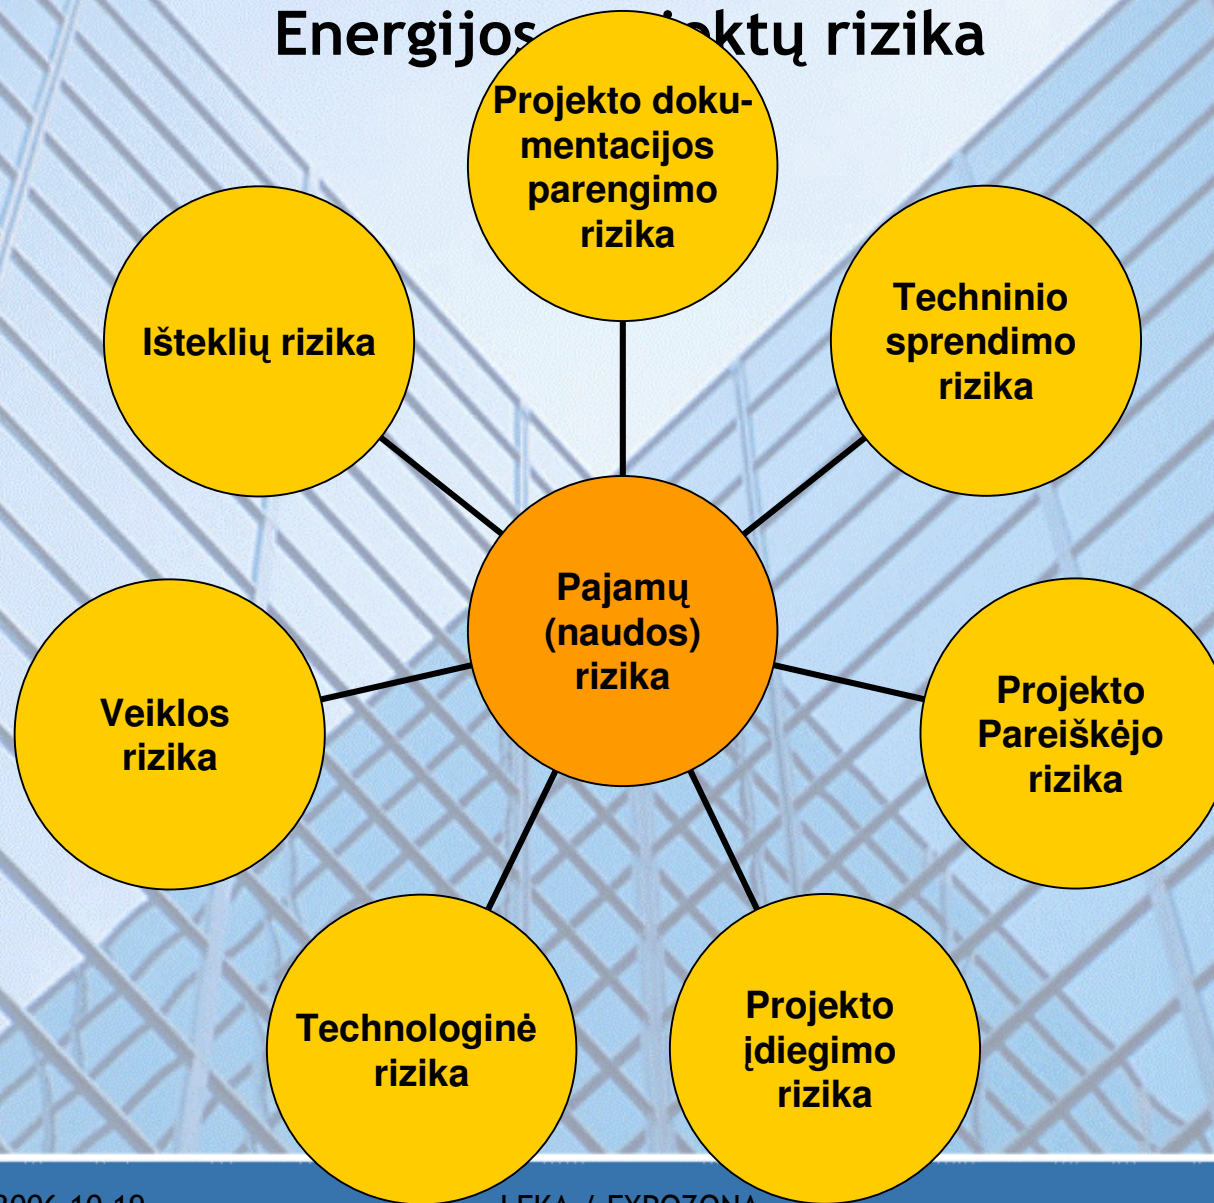 Energijos ktų rizika
Projekto doku-
mentacijos
parengimo
rizika
Techninio
sprendimo
rizika
Išteklių rizika
Pajamų
(naudos)
rizika
Projekto
Pareiškėjo
rizika
Veiklos
rizika
Technologinė
rizika
Projekto
įdiegimo
rizika